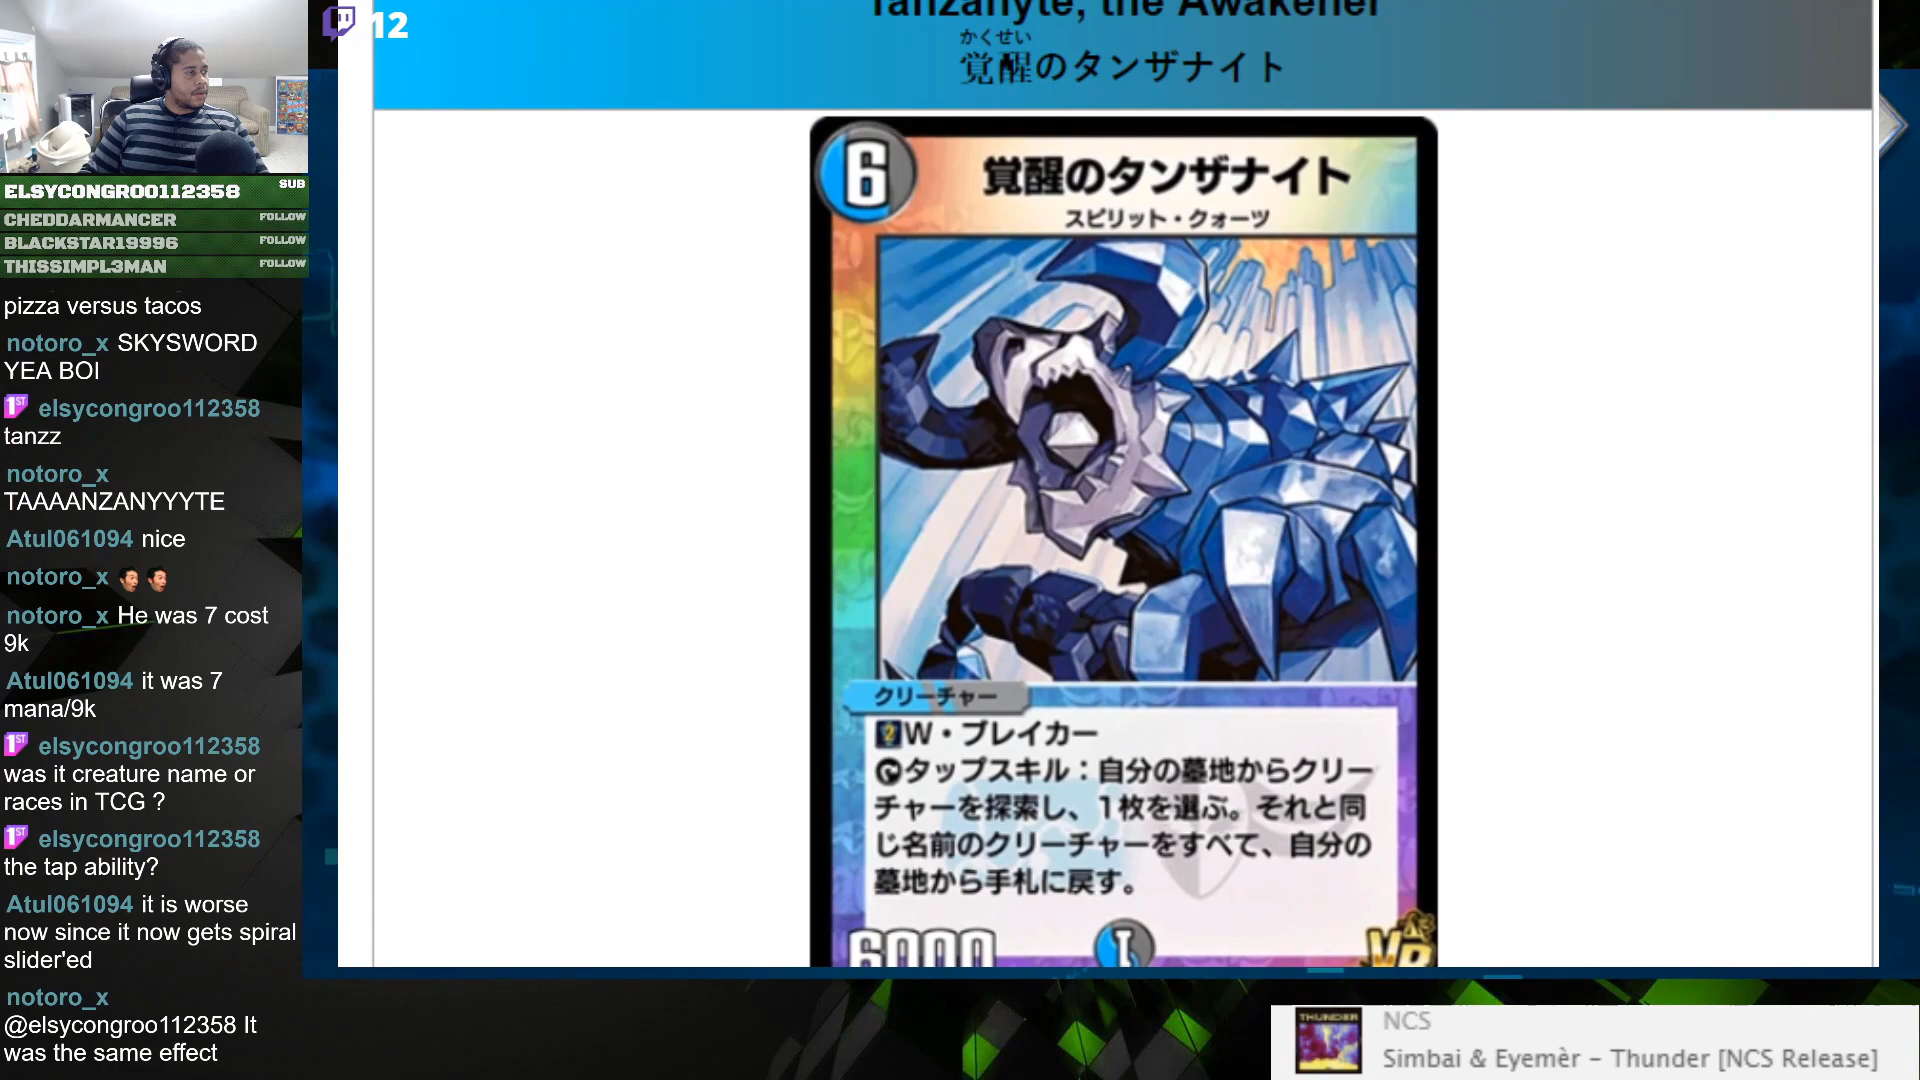 12
ELSYCONGROO112358 SUB
CHEDDARMANCER FOLLOW
BLACKSTAR19996 FOLLOW
THISSIMPL3MAN FOLLOW
pizza versus tacos
notoro_x SKYSWORD
YEA BOI
1ST elsycongroo112358
tanzz
notoro_x
TAAAANZANYYYTE
Atul061094 nice
notoro_x
notoro_x He was 7 cost
9k
Atul061094 it was 7
mana/9k
1ST elsycongroo112358
was it creature name or
races in TCG ?
1ST elsycongroo112358
the tap ability?
Atul061094 it is worse
now since it now gets spiral
slider'ed
notoro_x
@elsycongroo112358 It
was the same effect
Tanzanyte, the Awakener
かくせい
覚醒のタンザナイト
6
覚醒のタンザナイト
スピリット・クォーツ
クリーチャー
2 W・ブレイカー
タップスキル：自分の墓地からクリー
チャーを探索し、1枚を選ぶ。それと同
じ名前のクリーチャーをすべて、自分の
墓地から手札に戻す。
6000
1
VR
THUNDER
NCS
Simbai & Eyemèr – Thunder [NCS Release]